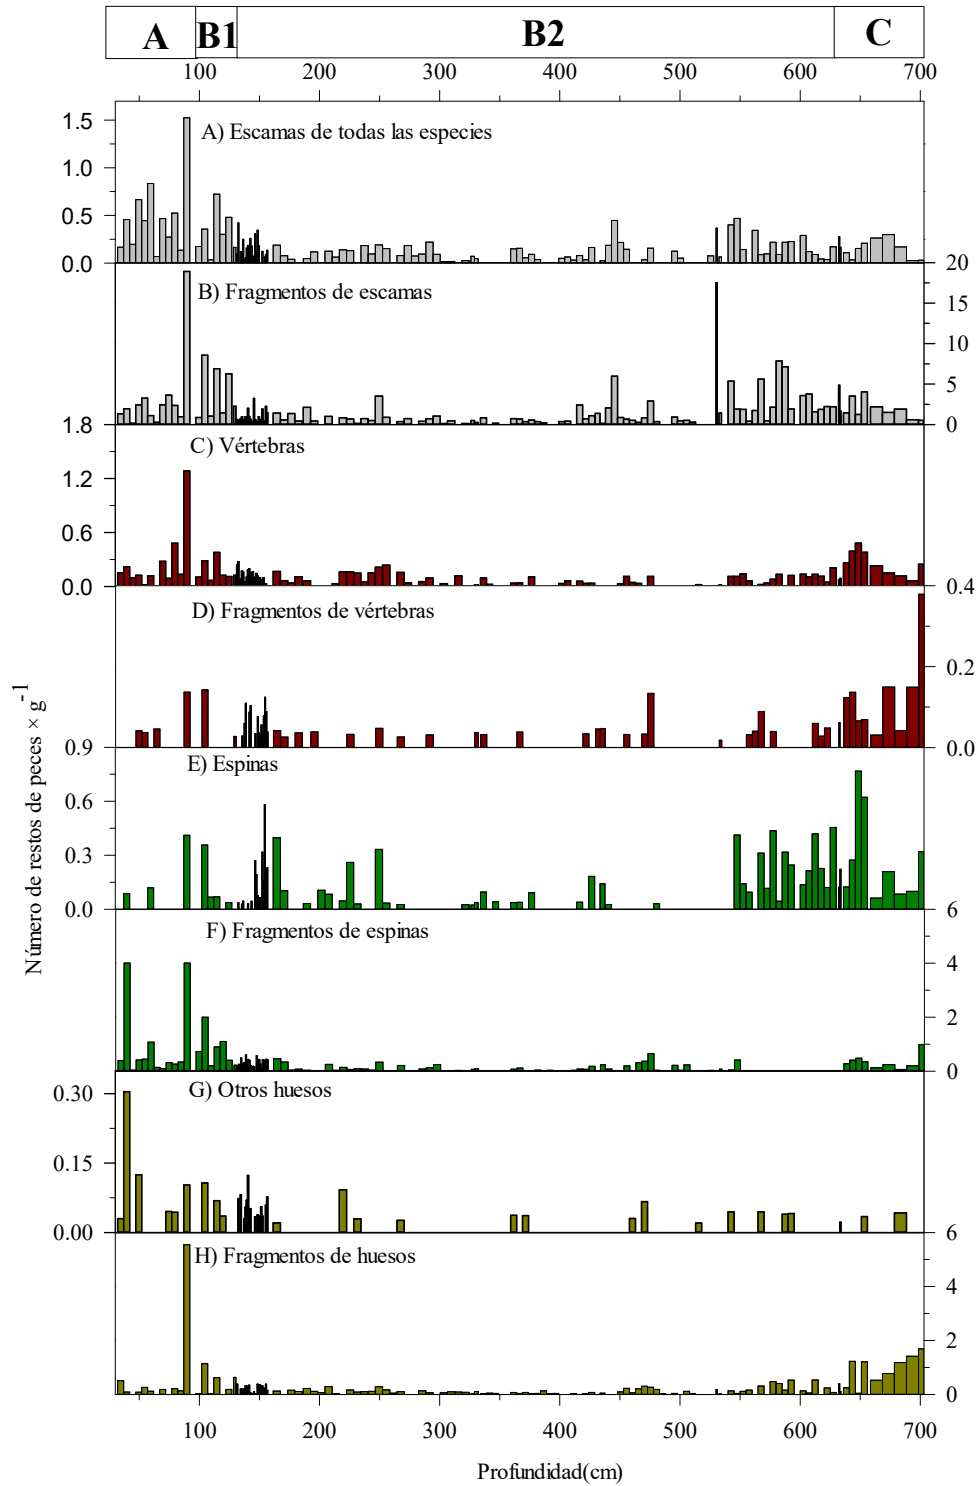 A B1 B2 C
100 200 300 400 500 600 700
A) Escamas de todas las especies
1.5
1.0
0.5
0.0
20
B) Fragmentos de escamas
15
10
5
0
1.8
C) Vértebras
1.2
0.6
0.0
0.4
D) Fragmentos de vértebras
0.2
0.0
0.9
E) Espinas
0.6
0.3
0.0
6
F) Fragmentos de espinas
4
2
0
G) Otros huesos
0.30
0.15
0.00
6
H) Fragmentos de huesos
4
2
0
Número de restos de peces × g-1
100 200 300 400 500 600 700
Profundidad(cm)